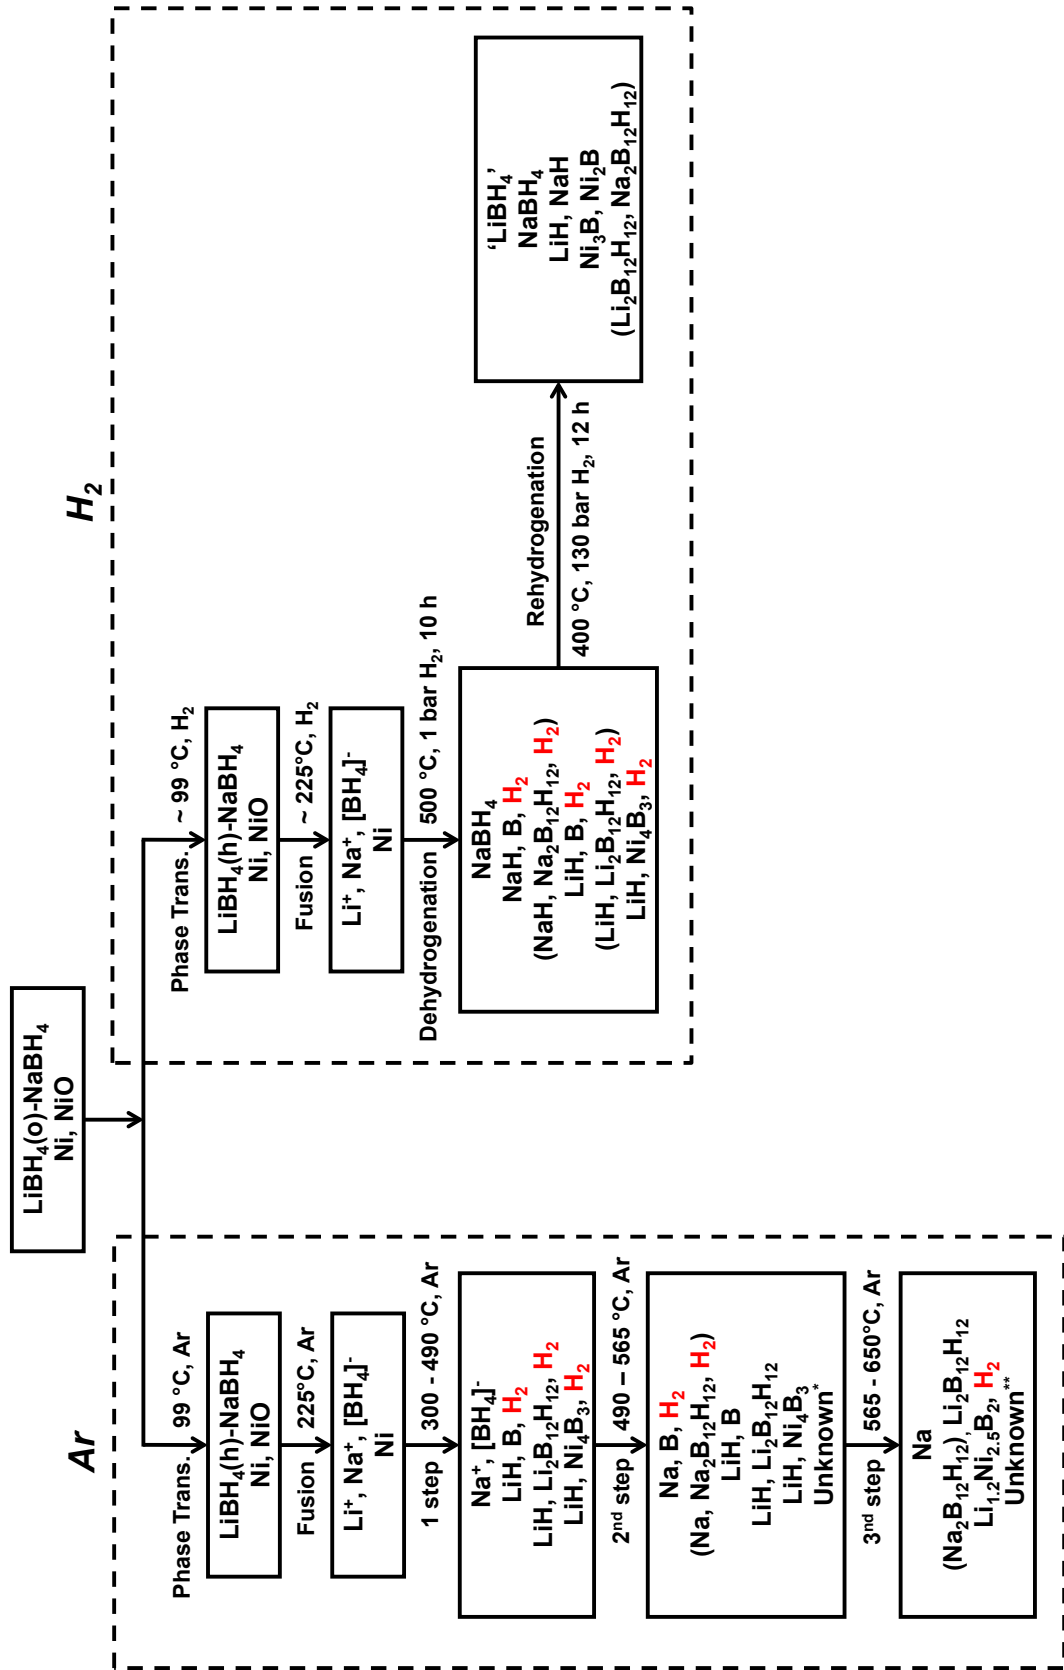 LiBH₄(o)-NaBH₄
Ni, NiO
Ar
Phase Trans.
99 °C, Ar
LiBH₄(h)-NaBH₄
Ni, NiO
Fusion
225°C, Ar
Li⁺, Na⁺, [BH₄]⁻
Ni
1 step
300 - 490 °C, Ar
Na⁺, [BH₄]⁻
LiH, B, H₂
LiH, Li₂B₁₂H₁₂, H₂
LiH, Ni₄B₃, H₂
2ⁿᵈ step
490 – 565 °C, Ar
Na, B, H₂
(Na, Na₂B₁₂H₁₂, H₂)
LiH, B
LiH, Li₂B₁₂H₁₂
LiH, Ni₄B₃
Unknown*
3ⁿᵈ step
565 - 650°C, Ar
Na
(Na₂B₁₂H₁₂), Li₂B₁₂H₁₂
Li₁.₂Ni₂.₅B₂, H₂
Unknown**
H₂
Phase Trans.
~ 99 °C, H₂
LiBH₄(h)-NaBH₄
Ni, NiO
Fusion
~ 225°C, H₂
Li⁺, Na⁺, [BH₄]⁻
Ni
Dehydrogenation
500 °C, 1 bar H₂, 10 h
NaBH₄
NaH, B, H₂
(NaH, Na₂B₁₂H₁₂, H₂)
LiH, B, H₂
(LiH, Li₂B₁₂H₁₂, H₂)
LiH, Ni₄B₃, H₂
Rehydrogenation
400 °C, 130 bar H₂, 12 h
‘LiBH₄’
NaBH₄
LiH, NaH
Ni₃B, Ni₂B
(Li₂B₁₂H₁₂, Na₂B₁₂H₁₂)